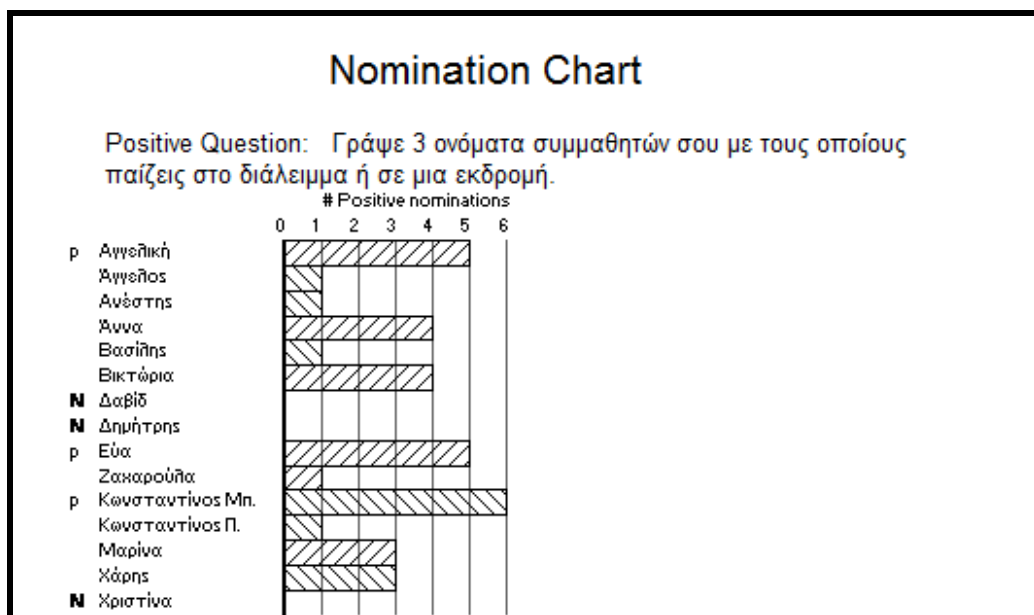 Nomination Chart
Positive Question: Γράψε 3 ονόματα συμμαθητών σου με τους οποίους
παίζεις στο διάλειμμα ή σε μια εκδρομή.
# Positive nominations
0 1 2 3 4 5 6
p Αγγελική
Άγγελος
Ανέστης
Άννα
Βασίλης
Βικτώρια
N Δαβίδ
N Δημήτρης
p Εύα
Ζαχαρούλα
p Κωνσταντίνος Μπ.
Κωνσταντίνος Π.
Μαρίνα
Χάρης
N Χριστίνα